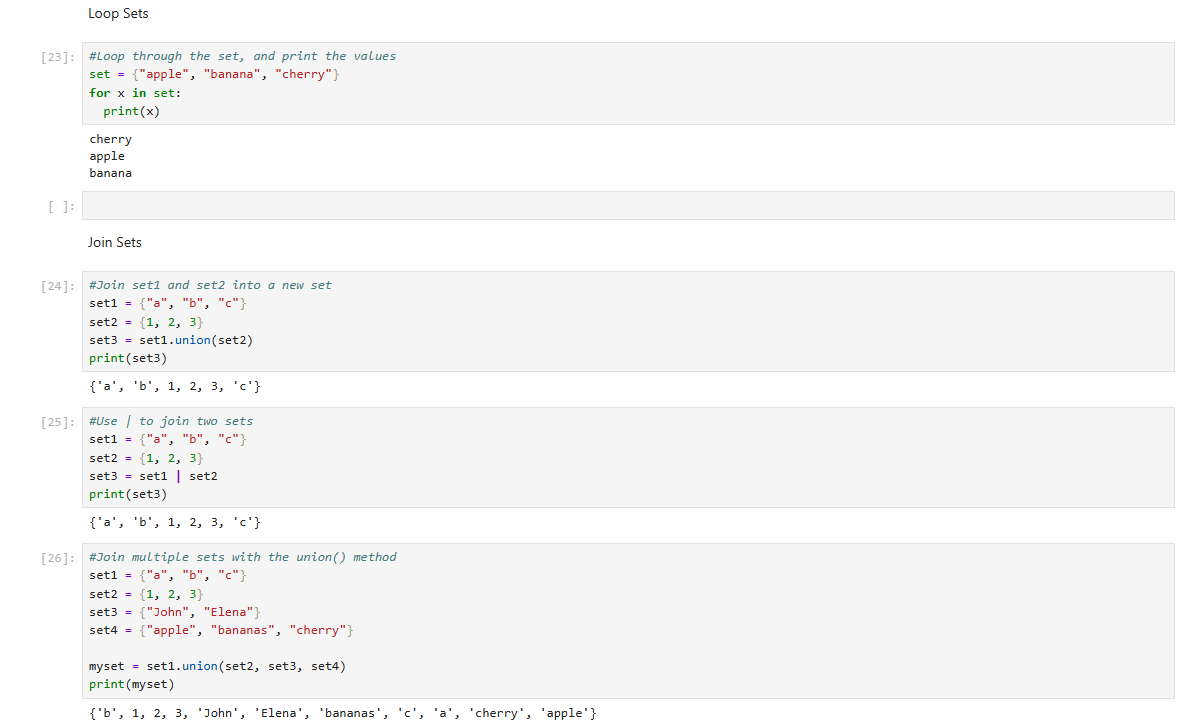 Loop Sets
[23]:
#Loop through the set, and print the values
set = {"apple", "banana", "cherry"}
for x in set:
  print(x)
cherry
apple
banana
[ ]:
Join Sets
[24]:
#Join set1 and set2 into a new set
set1 = {"a", "b", "c"}
set2 = {1, 2, 3}
set3 = set1.union(set2)
print(set3)
{'a', 'b', 1, 2, 3, 'c'}
[25]:
#Use | to join two sets
set1 = {"a", "b", "c"}
set2 = {1, 2, 3}
set3 = set1 | set2
print(set3)
{'a', 'b', 1, 2, 3, 'c'}
[26]:
#Join multiple sets with the union() method
set1 = {"a", "b", "c"}
set2 = {1, 2, 3}
set3 = {"John", "Elena"}
set4 = {"apple", "bananas", "cherry"}

myset = set1.union(set2, set3, set4)
print(myset)
{'b', 1, 2, 3, 'John', 'Elena', 'bananas', 'c', 'a', 'cherry', 'apple'}